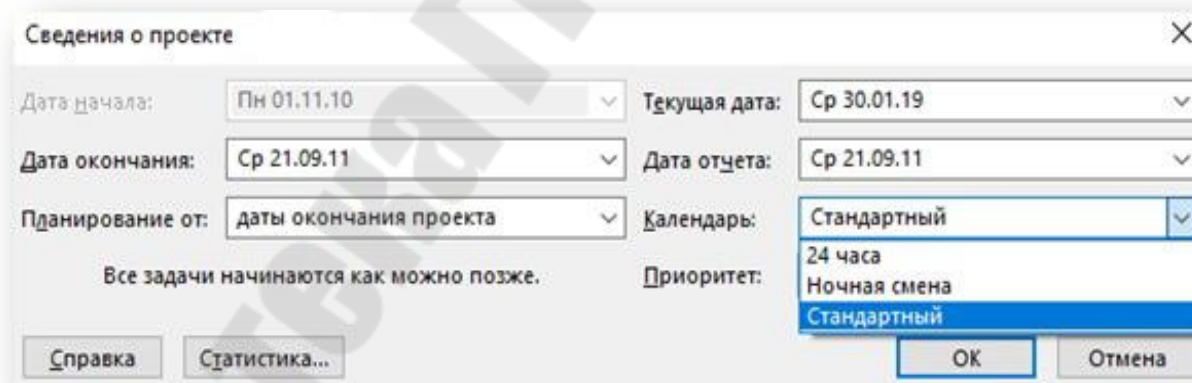 Сведения о проекте
Дата начала: Пн 01.11.10 Текущая дата: Ср 30.01.19
Дата окончания: Ср 21.09.11 Дата отчета: Ср 21.09.11
Планирование от: даты окончания проекта Календарь: Стандартный
24 часа
Все задачи начинаются как можно позже. Приоритет:
Ночная смена
Стандартный
Справка Статистика... ОК Отмена